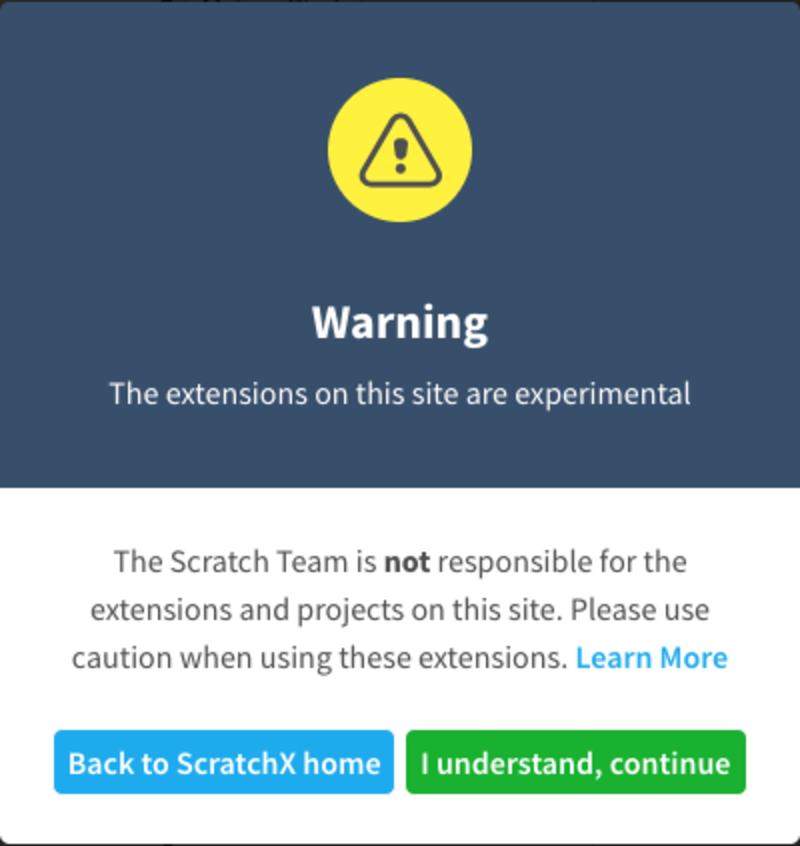 Warning
The extensions on this site are experimental
The Scratch Team is not responsible for the
extensions and projects on this site. Please use
caution when using these extensions. Learn More
Back to ScratchX home
I understand, continue